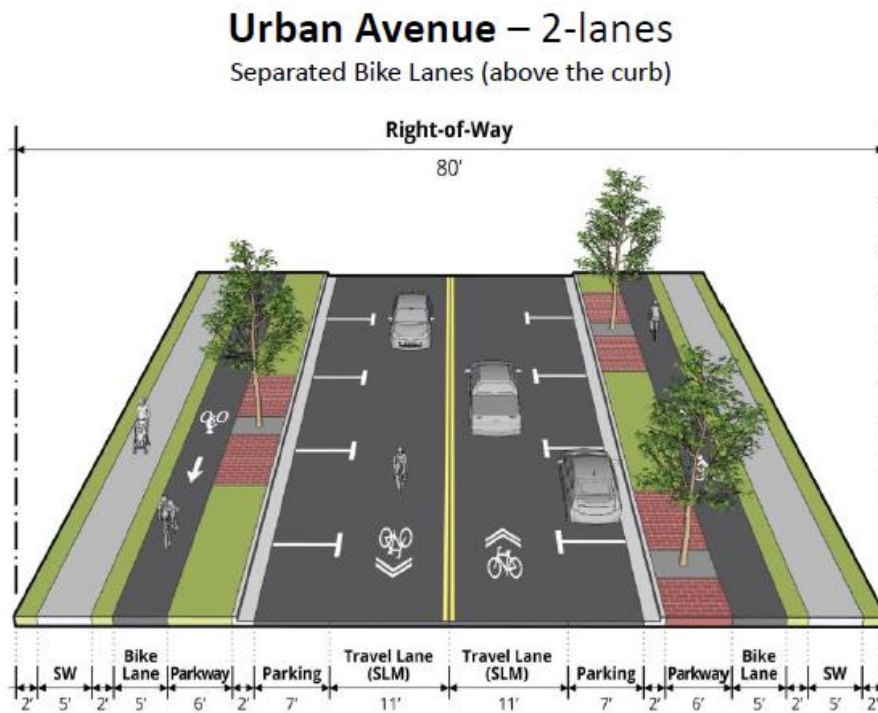 Urban Avenue – 2-lanes
Separated Bike Lanes (above the curb)
Right-of-Way
80'
SW
Bike Lane
Parkway
Parking
Travel Lane (SLM)
Travel Lane (SLM)
Parking
Parkway
Bike Lane
SW
2' 5' 2' 5' 6' 2' 7' 11' 11' 7' 2' 6' 5' 2' 5' 2'